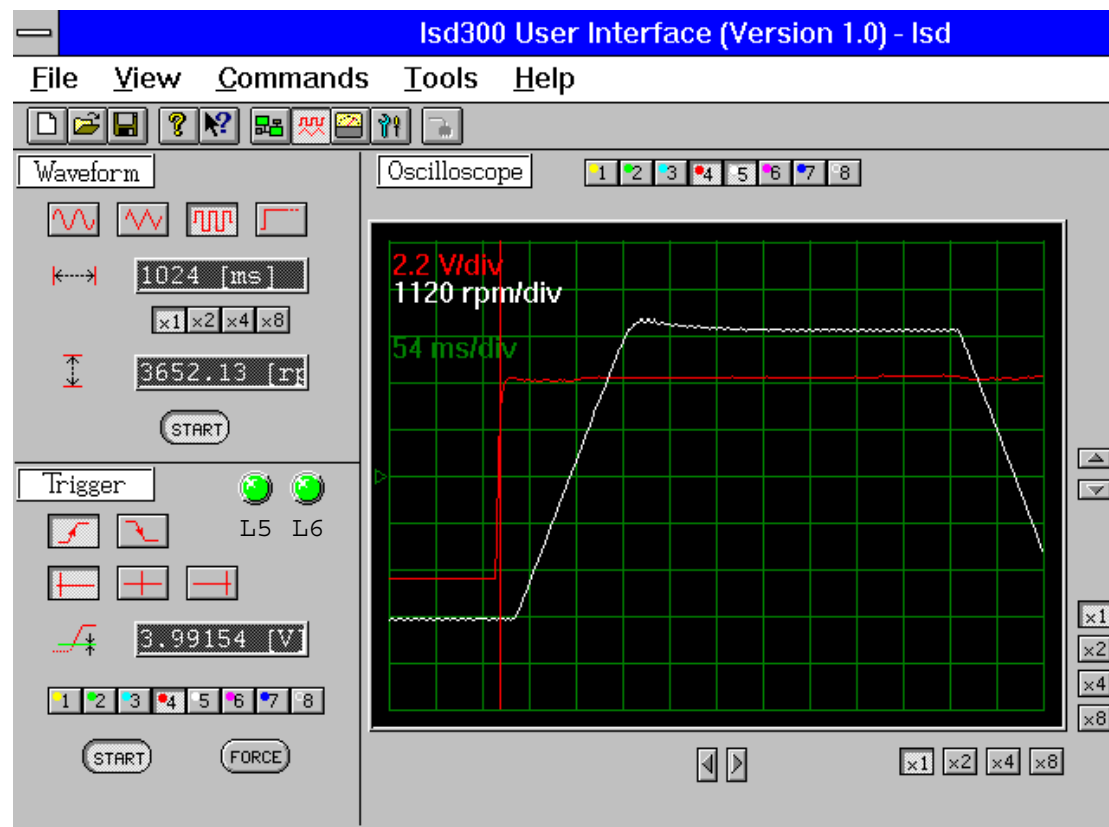 lsd300 User Interface (Version 1.0) - lsd
File View Commands Tools Help
Waveform
Oscilloscope
1 2 3 4 5 6 7 8
1024 [ms]
x1 x2 x4 x8
3652.13 [rp
START
2.2 V/div
1120 rpm/div
54 ms/div
Trigger
L5 L6
3.99154 [V]
1 2 3 4 5 6 7 8
START FORCE
x1
x2
x4
x8
x1 x2 x4 x8